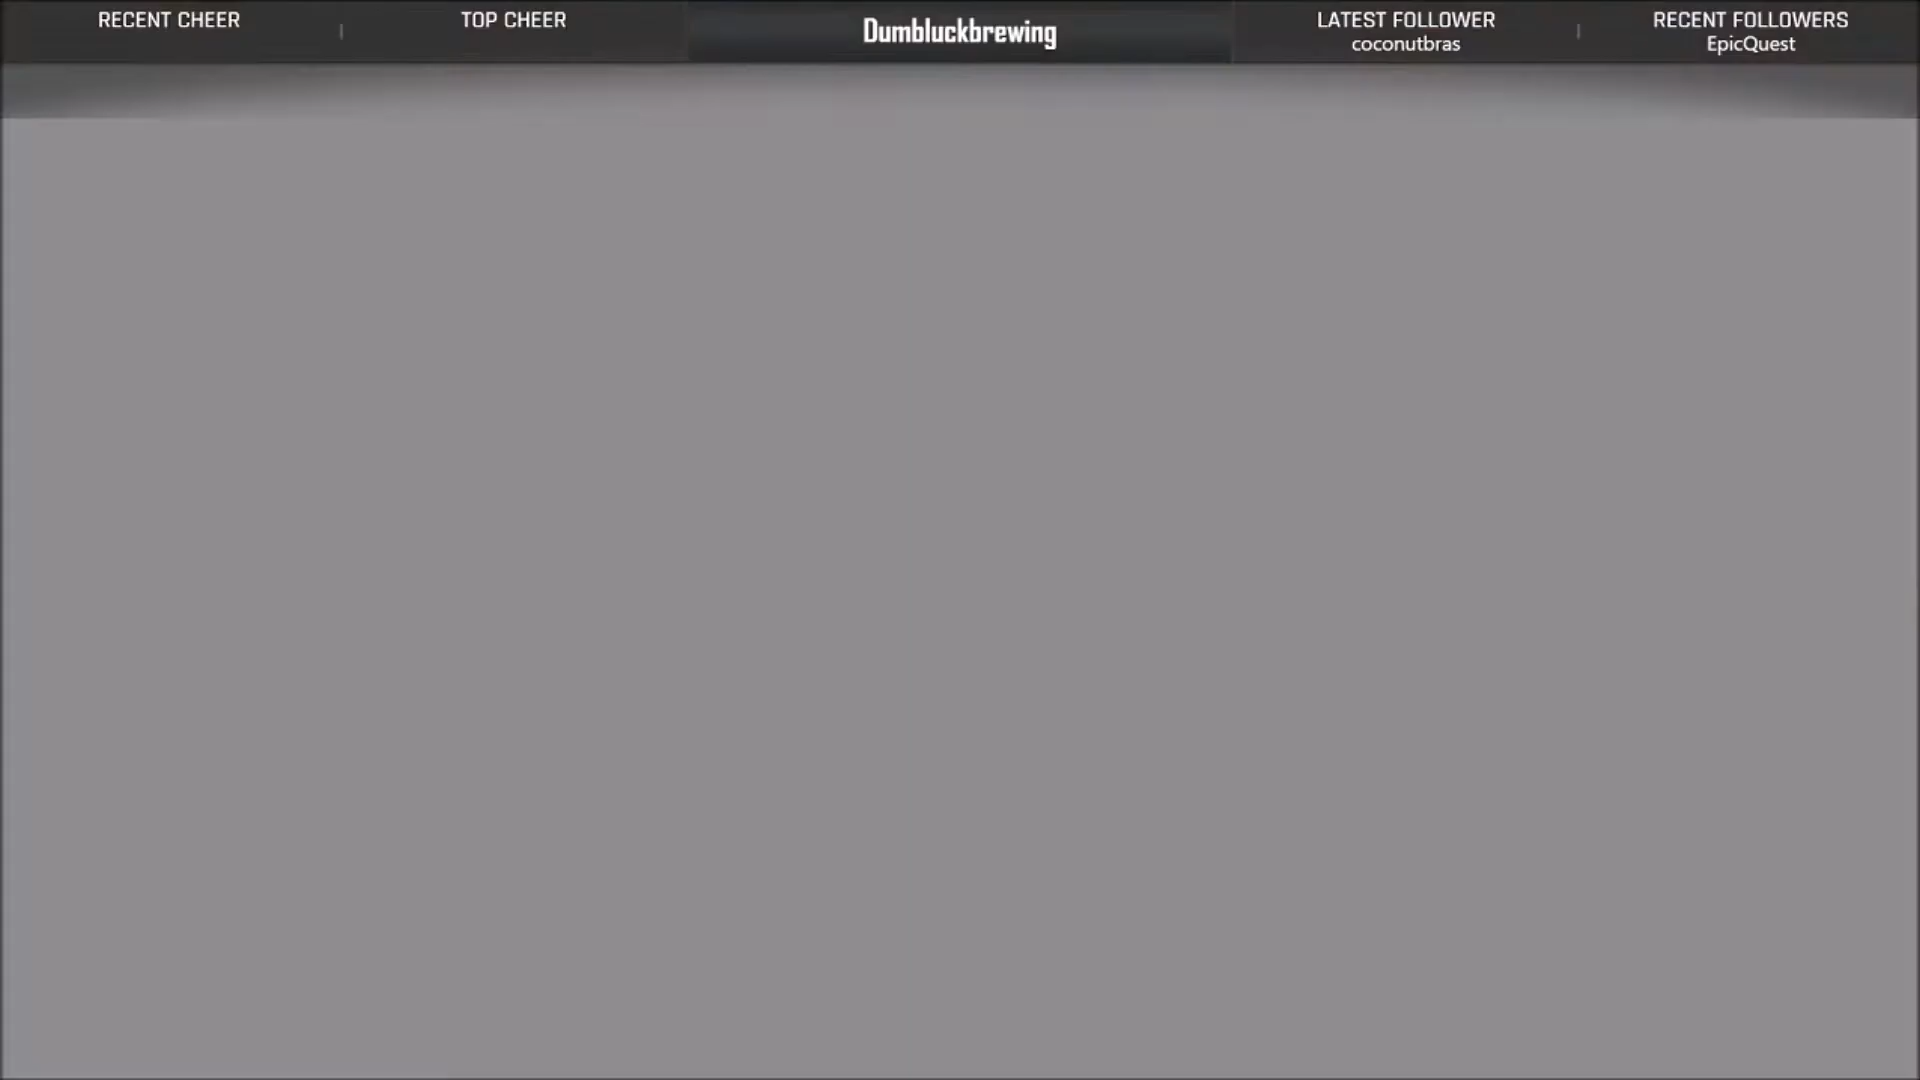 RECENT CHEER
TOP CHEER
Dumbluckbrewing
LATEST FOLLOWER
coconutbras
RECENT FOLLOWERS
EpicQuest